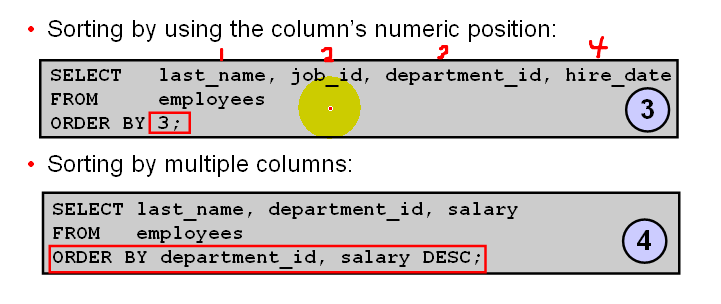 • Sorting by using the column’s numeric position:
1 2 3 4
SELECT last_name, job_id, department_id, hire_date
FROM employees
ORDER BY 3;
3
• Sorting by multiple columns:
SELECT last_name, department_id, salary
FROM employees
ORDER BY department_id, salary DESC;
4